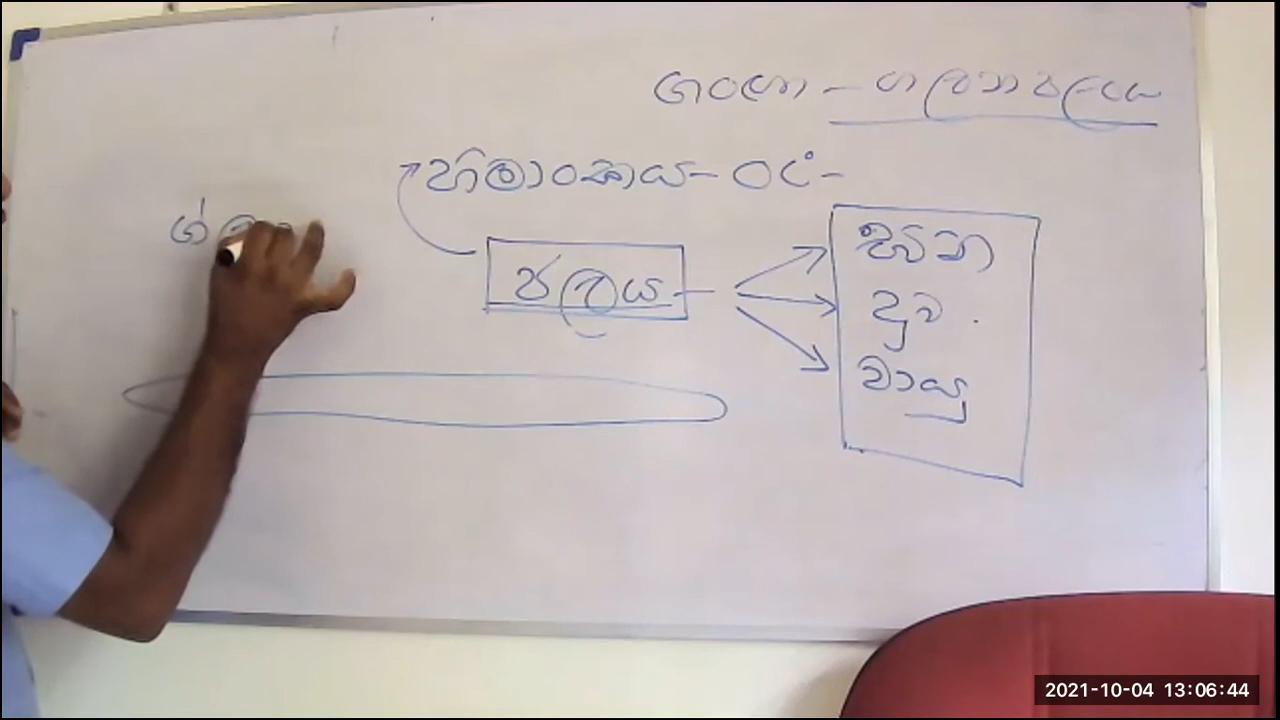 ගංගා -
හිමාංකය - 0C° -
ජලය
ඝන
ද්‍රව
වායු
2021-10-04 13:06:44